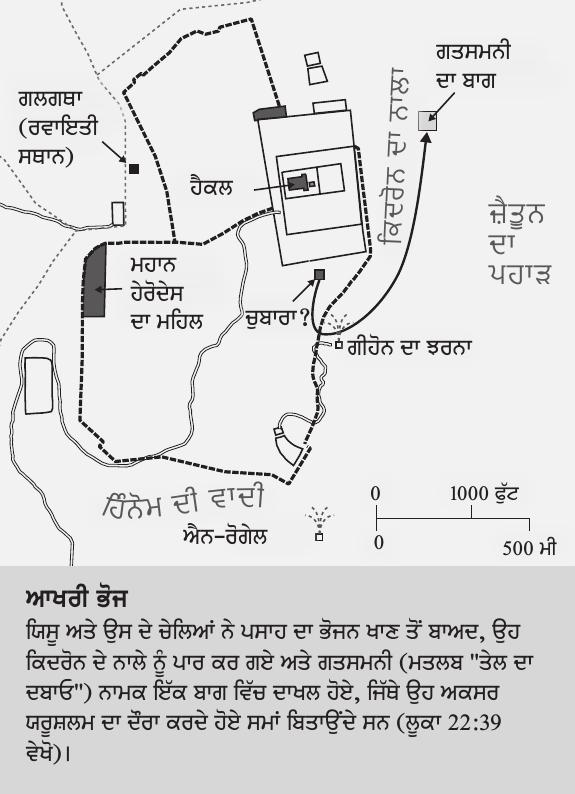 ਗਤਸਮਨੀ
ਦਾ ਬਾਗ
ਗਲਗਥਾ
(ਰਵਾਇਤੀ
ਸਥਾਨ)
ਕਿਦਰੋਨ ਦਾ ਨਾਲਾ
ਹੈਕਲ
ਜ਼ੈਤੂਨ
ਦਾ
ਪਹਾੜ
ਮਹਾਨ
ਹੇਰੋਦੇਸ
ਦਾ ਮਹਿਲ
ਚੁਬਾਰਾ?
ਗੀਹੋਨ ਦਾ ਝਰਨਾ
ਹਿੰਨੋਮ ਦੀ ਵਾਦੀ
ਐਨ-ਰੋਗੇਲ
0 1000 ਫੁੱਟ
0 500 ਮੀ
ਆਖਰੀ ਭੋਜ
ਯਿਸੂ ਅਤੇ ਉਸ ਦੇ ਚੇਲਿਆਂ ਨੇ ਪਸਾਹ ਦਾ ਭੋਜਨ ਖਾਣ ਤੋਂ ਬਾਅਦ, ਉਹ
ਕਿਦਰੋਨ ਦੇ ਨਾਲੇ ਨੂੰ ਪਾਰ ਕਰ ਗਏ ਅਤੇ ਗਤਸਮਨੀ (ਮਤਲਬ "ਤੇਲ ਦਾ
ਦਬਾਓ") ਨਾਮਕ ਇੱਕ ਬਾਗ ਵਿੱਚ ਦਾਖਲ ਹੋਏ, ਜਿੱਥੇ ਉਹ ਅਕਸਰ
ਯਰੂਸ਼ਲਮ ਦਾ ਦੌਰਾ ਕਰਦੇ ਹੋਏ ਸਮਾਂ ਬਿਤਾਉਂਦੇ ਸਨ (ਲੂਕਾ 22:39
ਵੇਖੋ)।